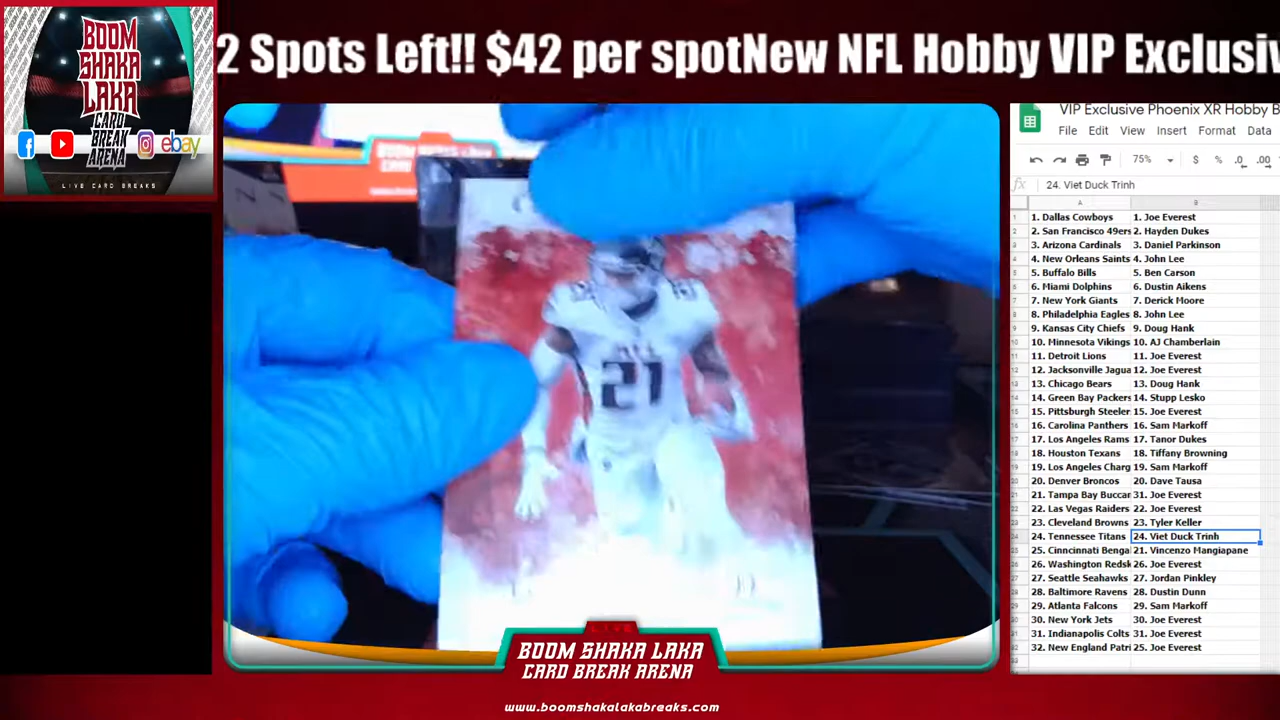 BOOM
SHAKA
LAKA
CARD
BREAK
ARENA
ebay
LIVE CARD BREAKS
2 Spots Left!! $42 per spotNew NFL Hobby VIP Exclusiv
VIP Exclusive Phoenix XR Hobby B
File Edit View Insert Format Data
75% $ % .0 .00
fx 24. Viet Duck Trinh
A B
1. Dallas Cowboys 1. Joe Everest
2. San Francisco 49ers 2. Hayden Dukes
3. Arizona Cardinals 3. Daniel Parkinson
4. New Orleans Saints 4. John Lee
5. Buffalo Bills 5. Ben Carson
6. Miami Dolphins 6. Dustin Aikens
7. New York Giants 7. Derick Moore
8. Philadelphia Eagles 8. John Lee
9. Kansas City Chiefs 9. Doug Hank
10. Minnesota Vikings 10. AJ Chamberlain
11. Detroit Lions 11. Joe Everest
12. Jacksonville Jagua 12. Joe Everest
13. Chicago Bears 13. Doug Hank
14. Green Bay Packers 14. Stupp Lesko
15. Pittsburgh Steeler 15. Joe Everest
16. Carolina Panthers 16. Sam Markoff
17. Los Angeles Rams 17. Tanor Dukes
18. Houston Texans 18. Tiffany Browning
19. Los Angeles Charg 19. Sam Markoff
20. Denver Broncos 20. Dave Tausa
21. Tampa Bay Buccan 31. Joe Everest
22. Las Vegas Raiders 22. Joe Everest
23. Cleveland Browns 23. Tyler Keller
24. Tennessee Titans 24. Viet Duck Trinh
25. Cinncinnati Benga 21. Vincenzo Mangiapane
26. Washington Redsk 26. Joe Everest
27. Seattle Seahawks 27. Jordan Pinkley
28. Baltimore Ravens 28. Dustin Dunn
29. Atlanta Falcons 29. Sam Markoff
30. New York Jets 30. Joe Everest
31. Indianapolis Colts 31. Joe Everest
32. New England Patri 25. Joe Everest
21
LIVE
BOOM SHAKA LAKA
CARD BREAK ARENA
www.boomshakalakabreaks.com